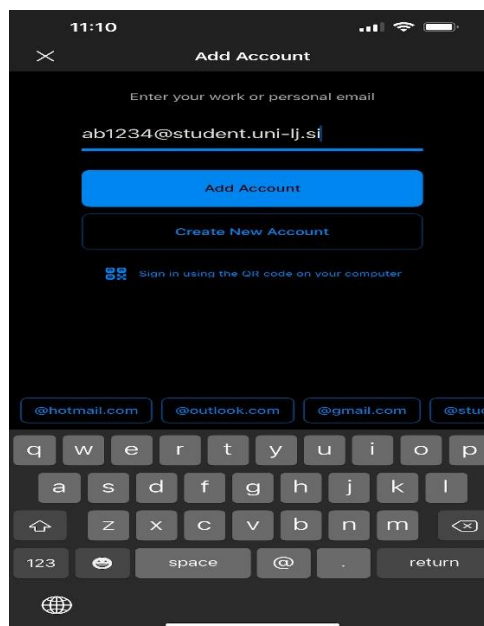 11:10
Add Account
Enter your work or personal email
ab1234@student.uni-lj.si
Add Account
Create New Account
Sign in using the QR code on your computer
@hotmail.com @outlook.com @gmail.com @stu
q w e r t y u i o p
a s d f g h j k l
z x c v b n m
123 space @ . return